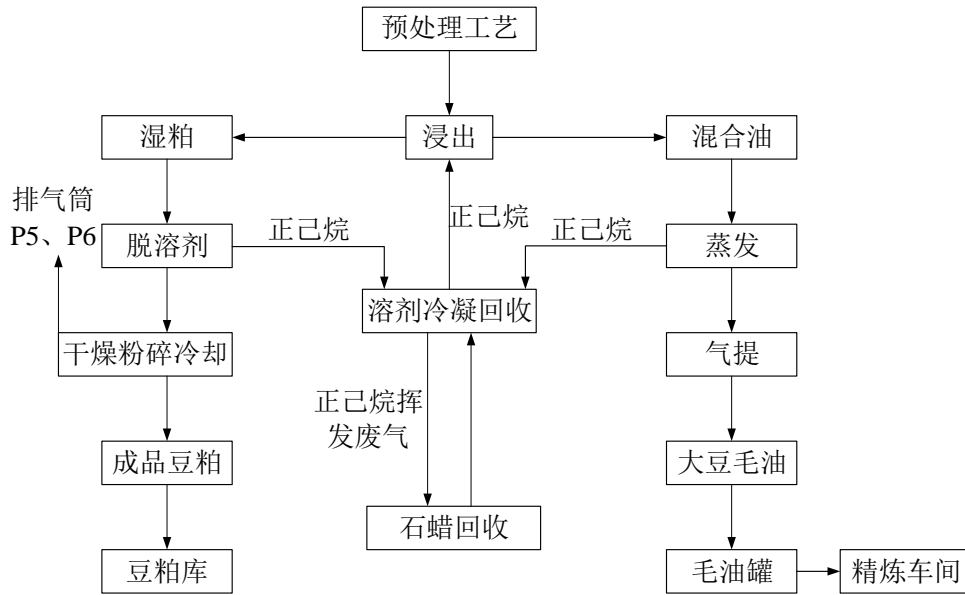 预处理工艺
湿粕
浸出
混合油
排气筒
P5、P6
脱溶剂
正己烷
正己烷
正己烷
蒸发
溶剂冷凝回收
干燥粉碎冷却
气提
正己烷挥
发废气
成品豆粕
大豆毛油
石蜡回收
豆粕库
毛油罐
精炼车间